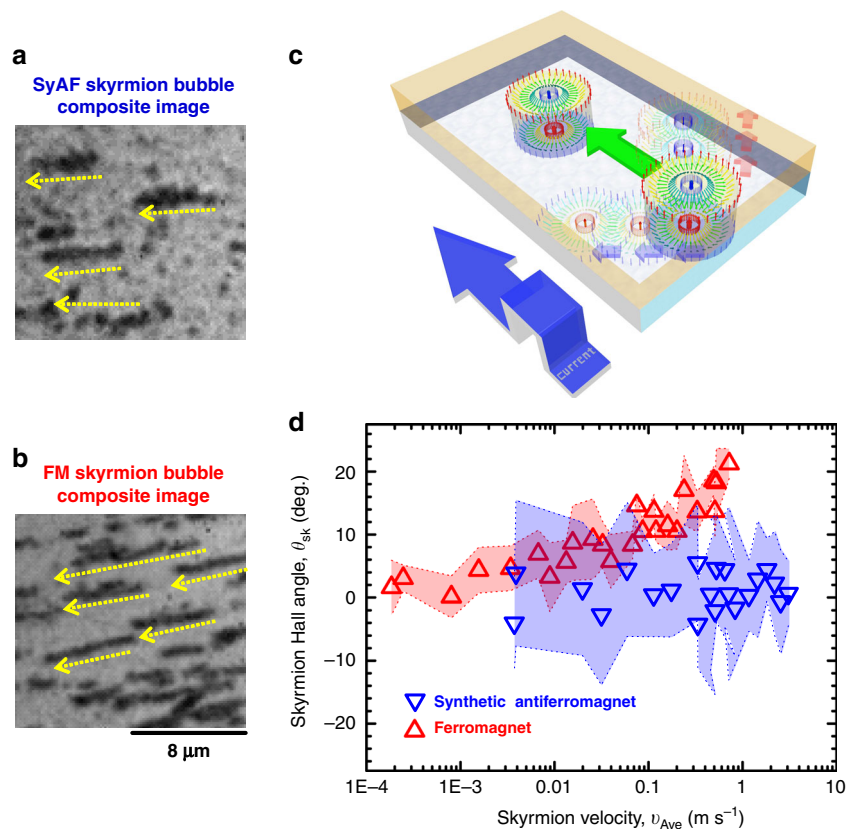 a
SyAF skyrmion bubble
composite image
b
FM skyrmion bubble
composite image
8 μm
c
Current
d
Skyrmion Hall angle, θsk (deg.)
20
10
0
−10
−20
Synthetic antiferromagnet
Ferromagnet
1E−4
1E−3
0.01
0.1
1
10
Skyrmion velocity, υAve (m s−1)